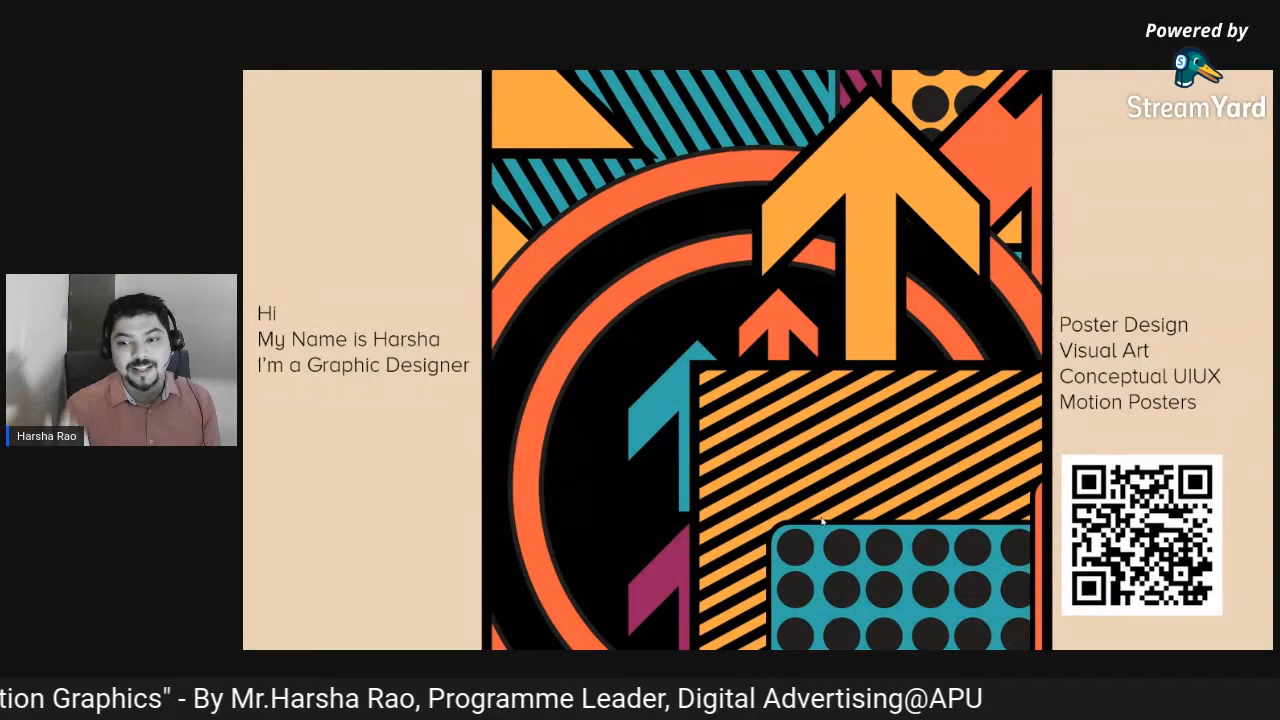 Powered by
StreamYard
Hi
My Name is Harsha
I'm a Graphic Designer
Poster Design
Visual Art
Conceptual UIUX
Motion Posters
Harsha Rao
tion Graphics" - By Mr.Harsha Rao, Programme Leader, Digital Advertising@APU